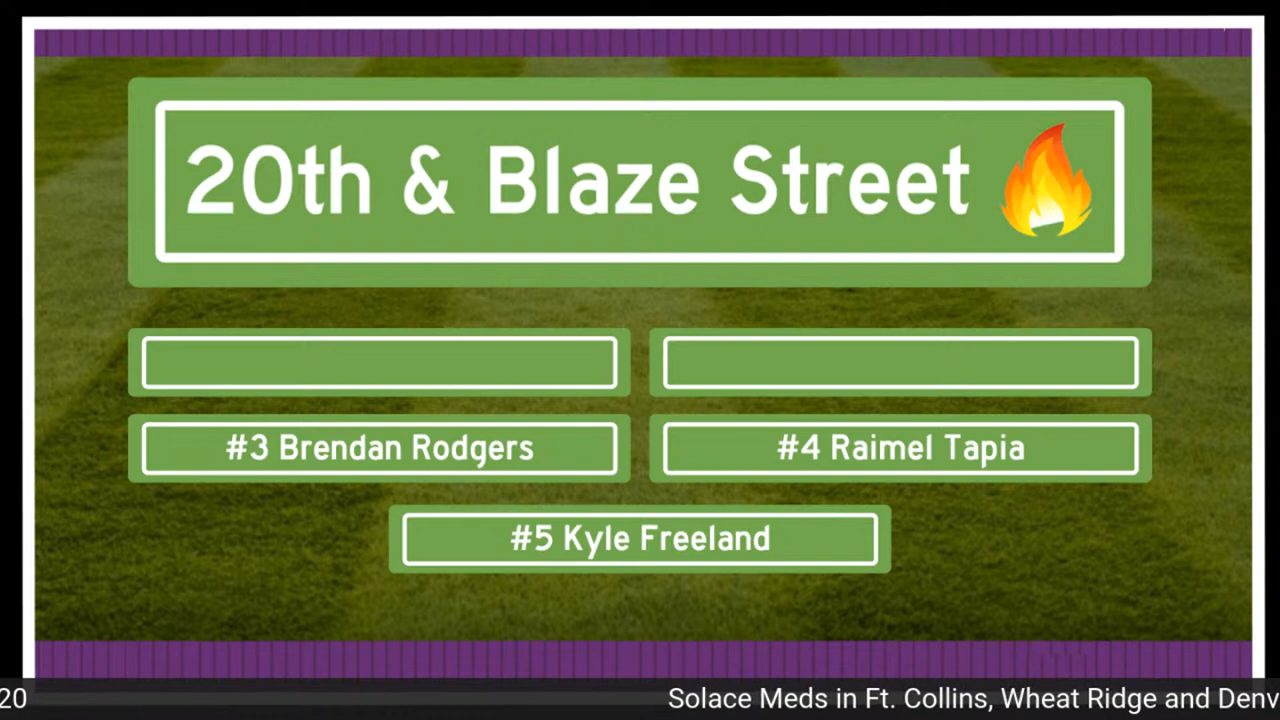 20th & Blaze Street
#3 Brendan Rodgers
#4 Raimel Tapia
#5 Kyle Freeland
20
Solace Meds in Ft. Collins, Wheat Ridge and Denv